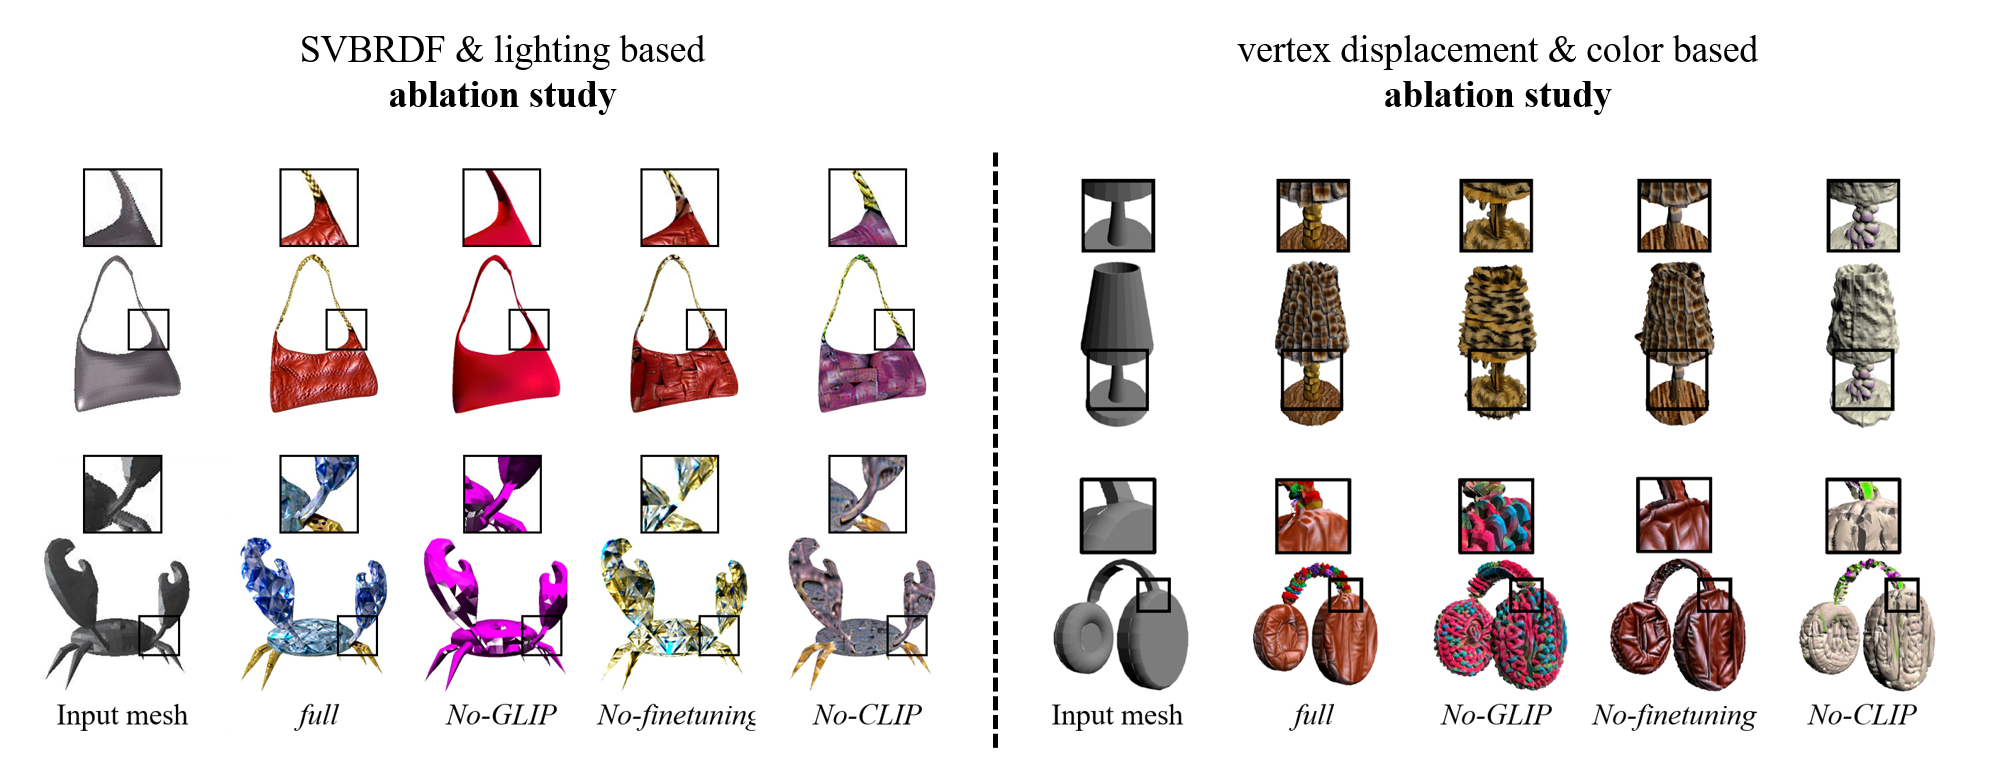 SVBRDF & lighting based
ablation study
vertex displacement & color based
ablation study
Input mesh
full
No-GLIP
No-finetuning
No-CLIP
Input mesh
full
No-GLIP
No-finetuning
No-CLIP